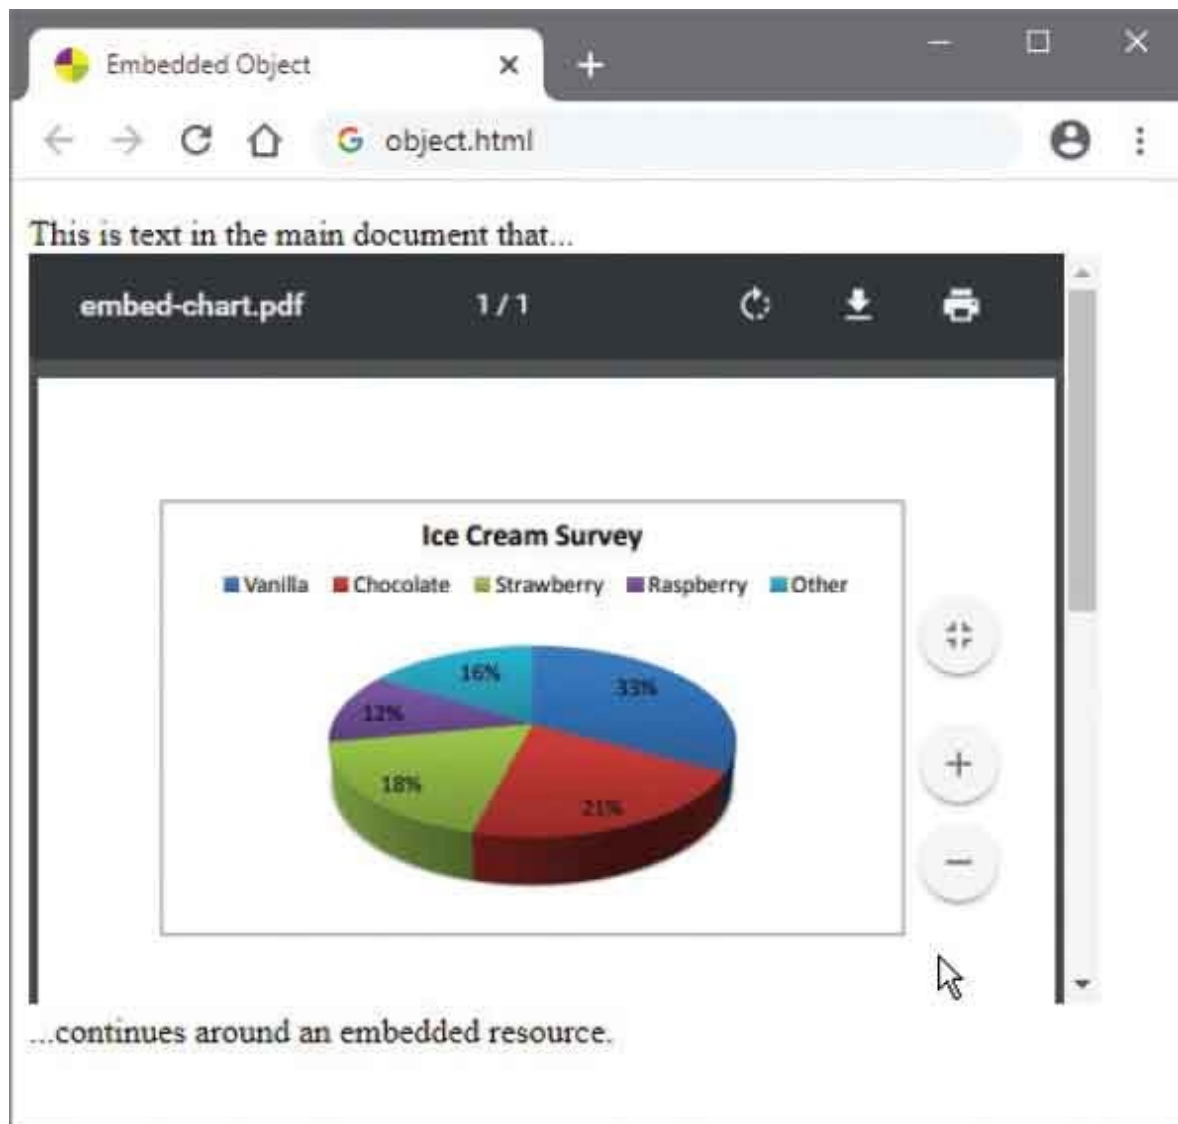 Embedded Object
object.html
This is text in the main document that...
embed-chart.pdf 1 / 1
Ice Cream Survey
Vanilla Chocolate Strawberry Raspberry Other
16% 33%
12%
18% 21%
...continues around an embedded resource.